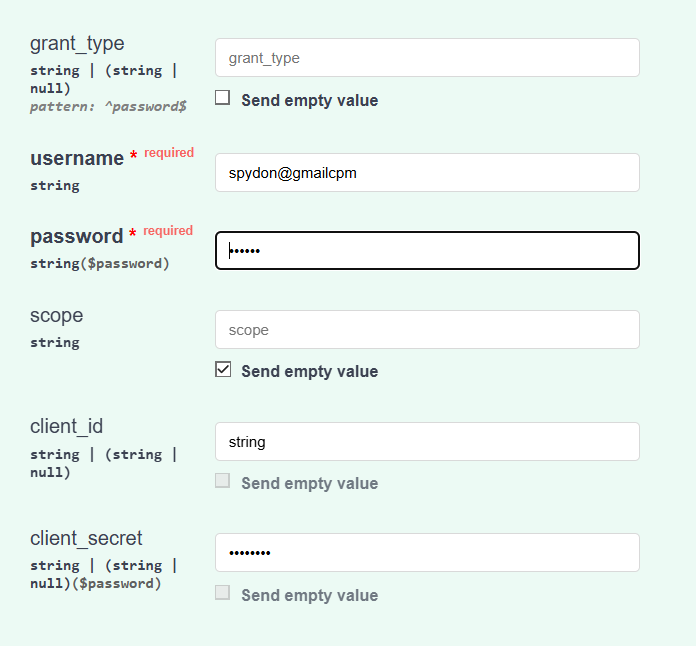 grant_type
string | (string |
null)
pattern: ^password$
grant_type
Send empty value
username * required
string
spydon@gmailcpm
password * required
string($password)
••••••
scope
string
scope
Send empty value
client_id
string | (string |
null)
string
Send empty value
client_secret
string | (string |
null)($password)
••••••••
Send empty value